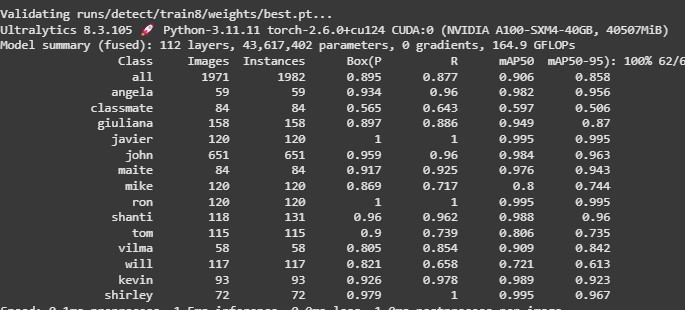 Validating runs/detect/train8/weights/best.pt...
Ultralytics 8.3.105 🚀 Python-3.11.11 torch-2.6.0+cu124 CUDA:0 (NVIDIA A100-SXM4-40GB, 40507MiB)
Model summary (fused): 112 layers, 43,617,402 parameters, 0 gradients, 164.9 GFLOPs
Class Images Instances Box(P R mAP50 mAP50-95): 100% 62/6
all 1971 1982 0.895 0.877 0.906 0.858
angela 59 59 0.934 0.96 0.982 0.956
classmate 84 84 0.565 0.643 0.597 0.506
giuliana 158 158 0.897 0.886 0.949 0.87
javier 120 120 1 1 0.995 0.995
john 651 651 0.959 0.96 0.984 0.963
maite 84 84 0.917 0.925 0.976 0.943
mike 120 120 0.869 0.717 0.8 0.744
ron 120 120 1 1 0.995 0.995
shanti 118 131 0.96 0.962 0.988 0.96
tom 115 115 0.9 0.739 0.806 0.735
vilma 58 58 0.805 0.854 0.909 0.842
will 117 117 0.821 0.658 0.721 0.613
kevin 93 93 0.926 0.978 0.989 0.923
shirley 72 72 0.979 1 0.995 0.967